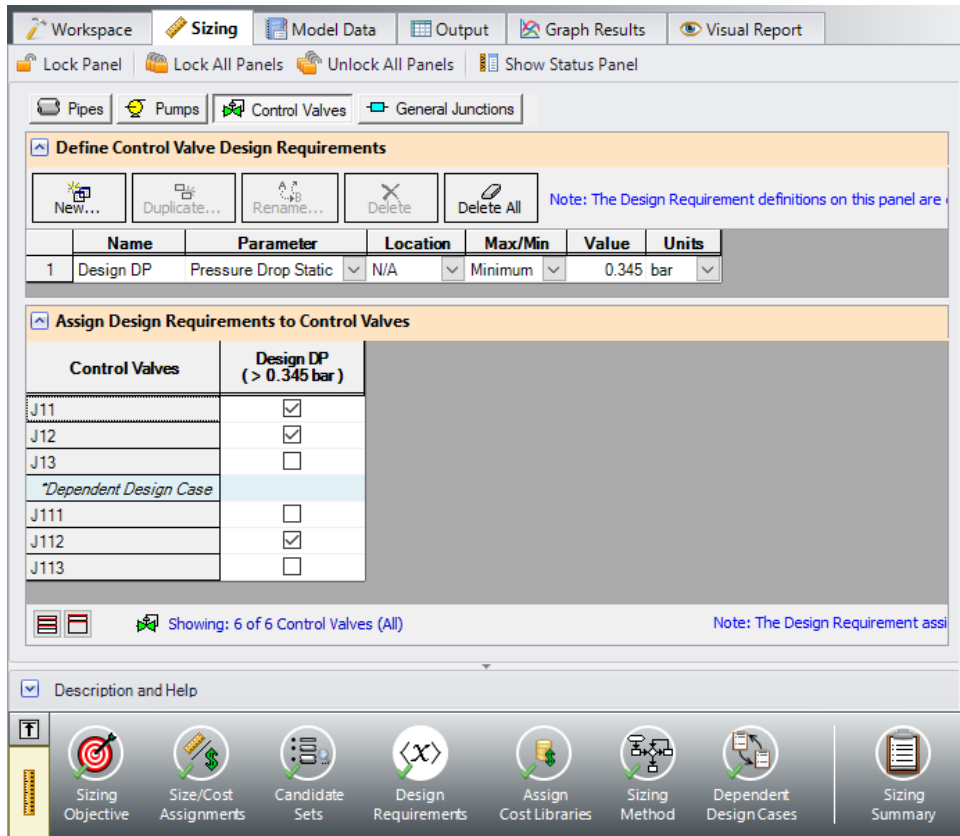 Workspace Sizing Model Data Output Graph Results Visual Report
Lock Panel Lock All Panels Unlock All Panels Show Status Panel
Pipes Pumps Control Valves General Junctions
Define Control Valve Design Requirements
New... Duplicate... Rename... Delete Delete All Note: The Design Requirement definitions on this panel are
Name Parameter Location Max/Min Value Units
1 Design DP Pressure Drop Static N/A Minimum 0.345 bar
Assign Design Requirements to Control Valves
Control Valves Design DP
( > 0.345 bar )
J11
J12
J13
*Dependent Design Case
J111
J112
J113
Showing: 6 of 6 Control Valves (All) Note: The Design Requirement assi
Description and Help
Sizing Objective
Size/Cost Assignments
Candidate Sets
Design Requirements
Assign Cost Libraries
Sizing Method
Dependent Design Cases
Sizing Summary